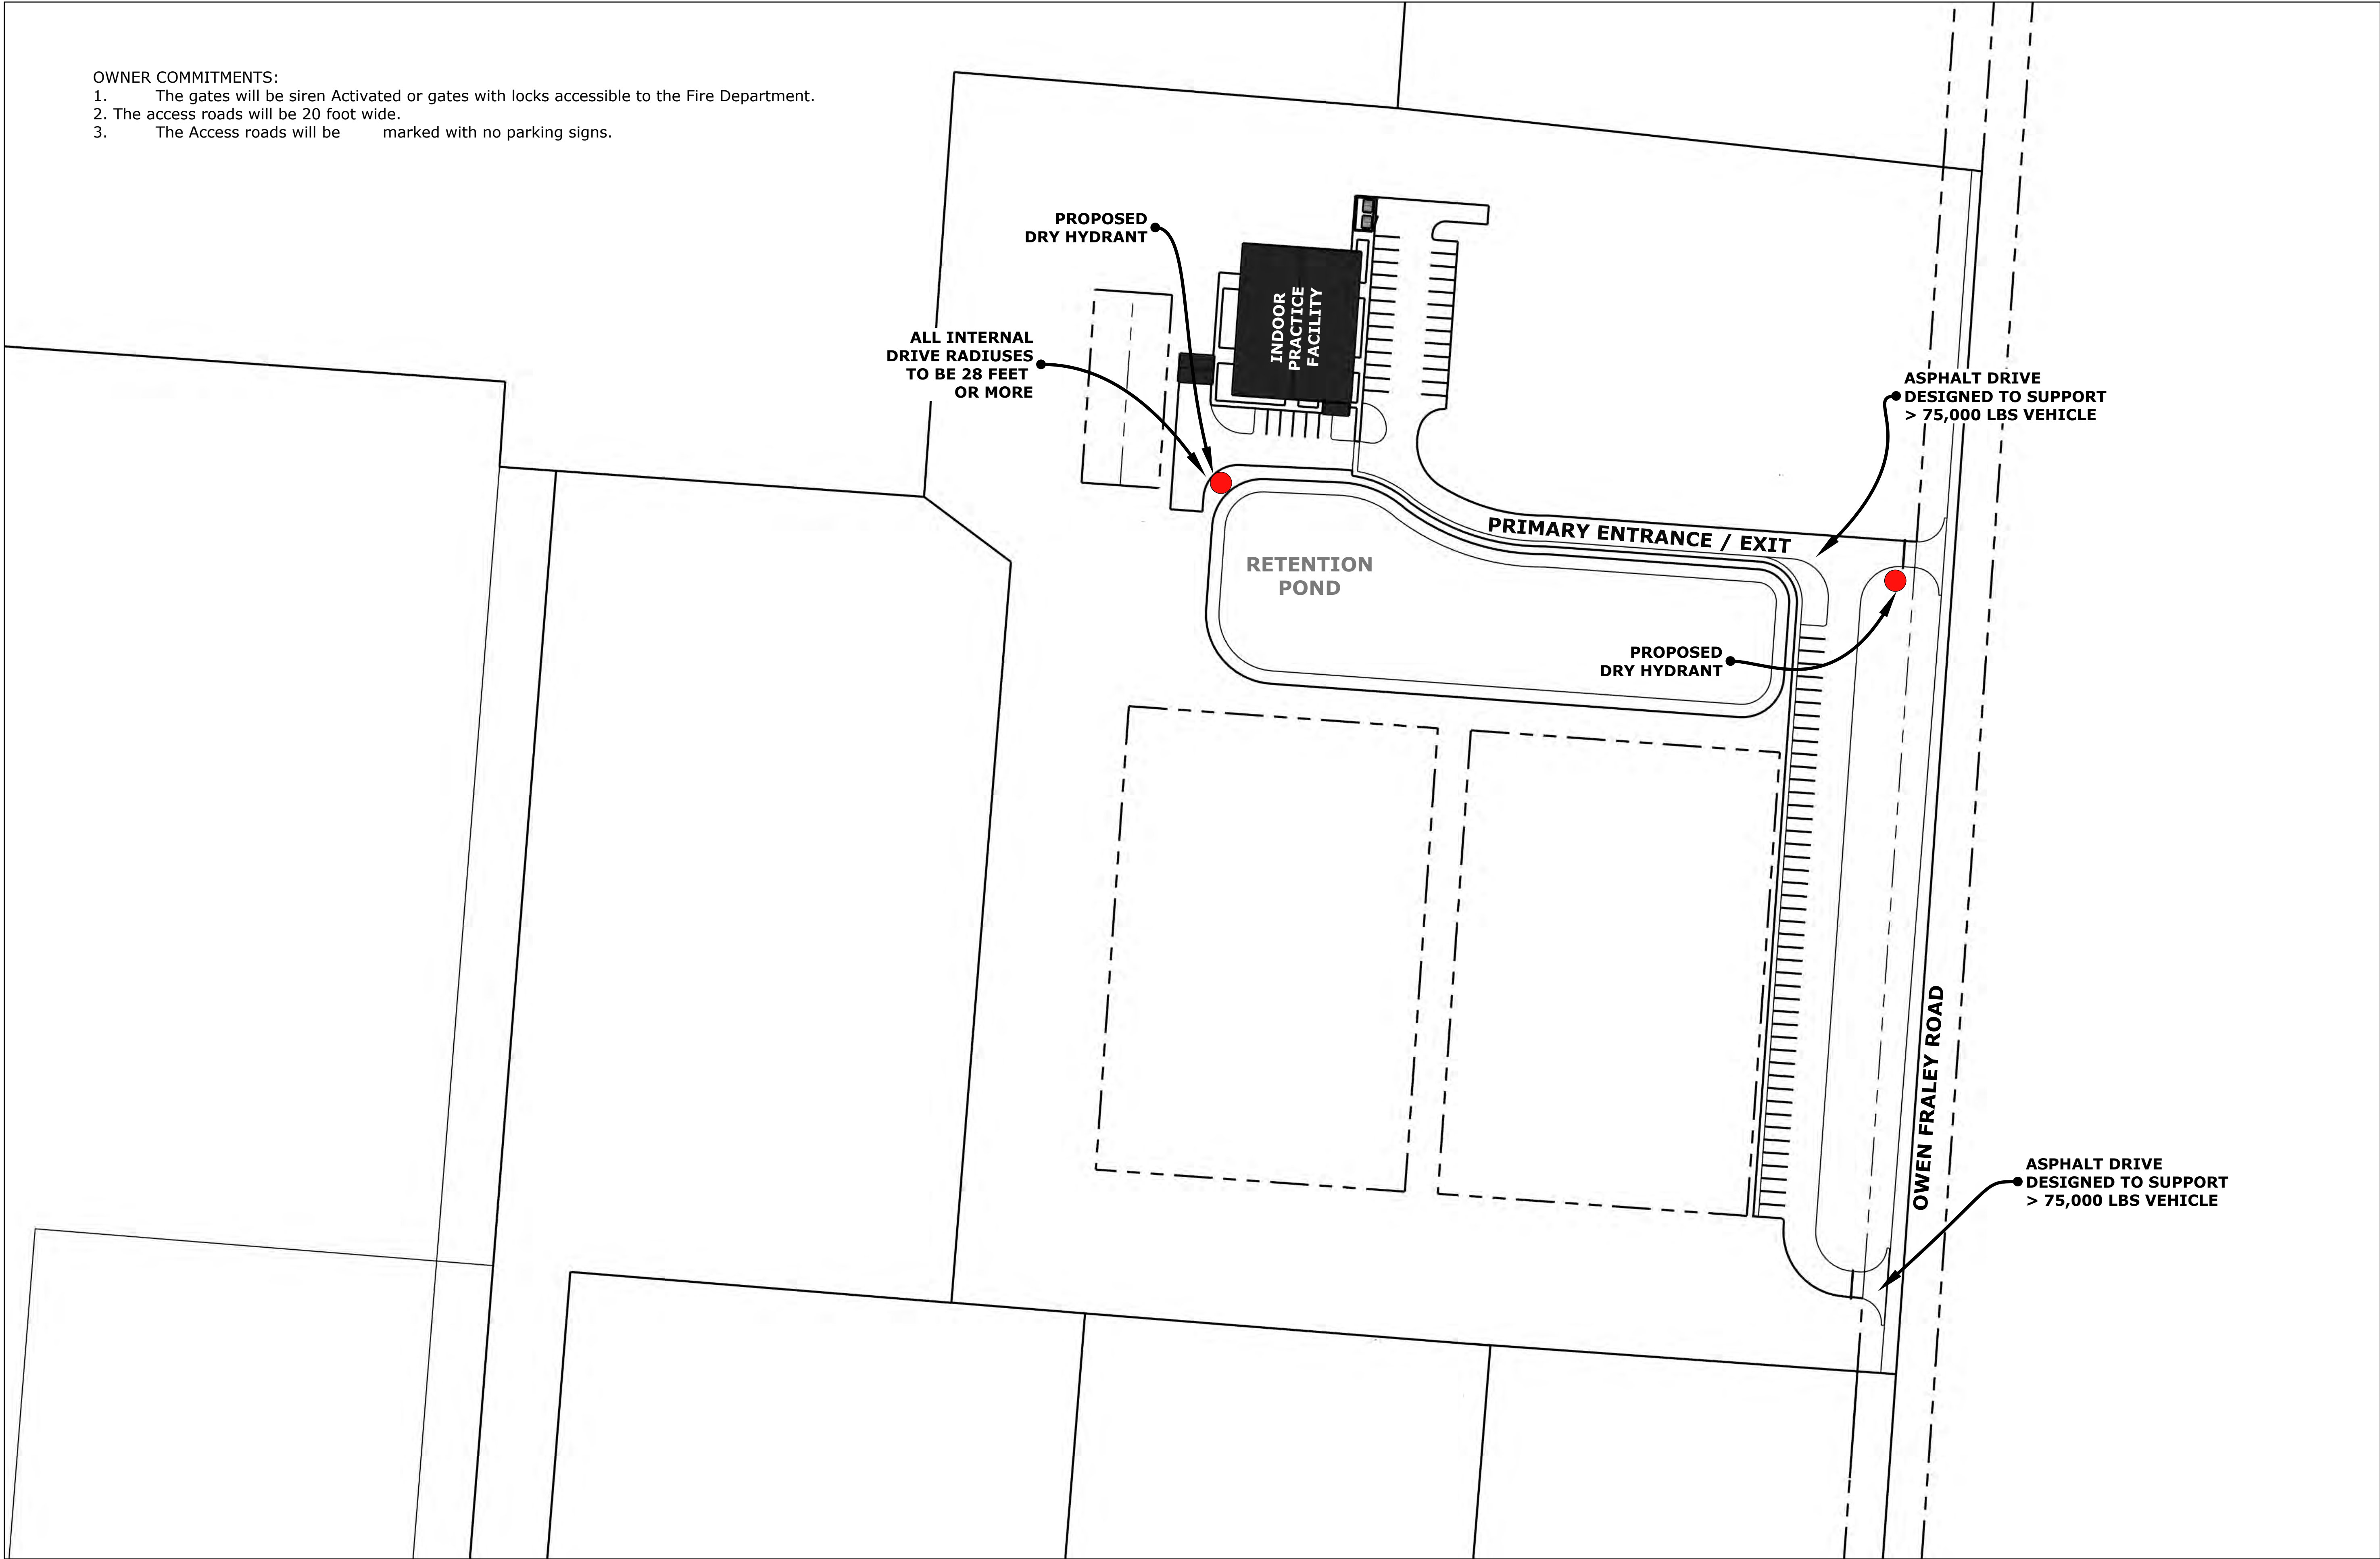 OWNER COMMITMENTS:
1. The gates will be siren Activated or gates with locks accessible to the Fire Department.
2. The access roads will be 20 foot wide.
3. The Access roads will be marked with no parking signs.
PROPOSED
DRY HYDRANT
INDOOR
PRACTICE
FACILITY
ALL INTERNAL
DRIVE RADIUSES
TO BE 28 FEET
OR MORE
ASPHALT DRIVE
DESIGNED TO SUPPORT
> 75,000 LBS VEHICLE
PRIMARY ENTRANCE / EXIT
RETENTION
POND
PROPOSED
DRY HYDRANT
OWEN FRALEY ROAD
ASPHALT DRIVE
DESIGNED TO SUPPORT
> 75,000 LBS VEHICLE